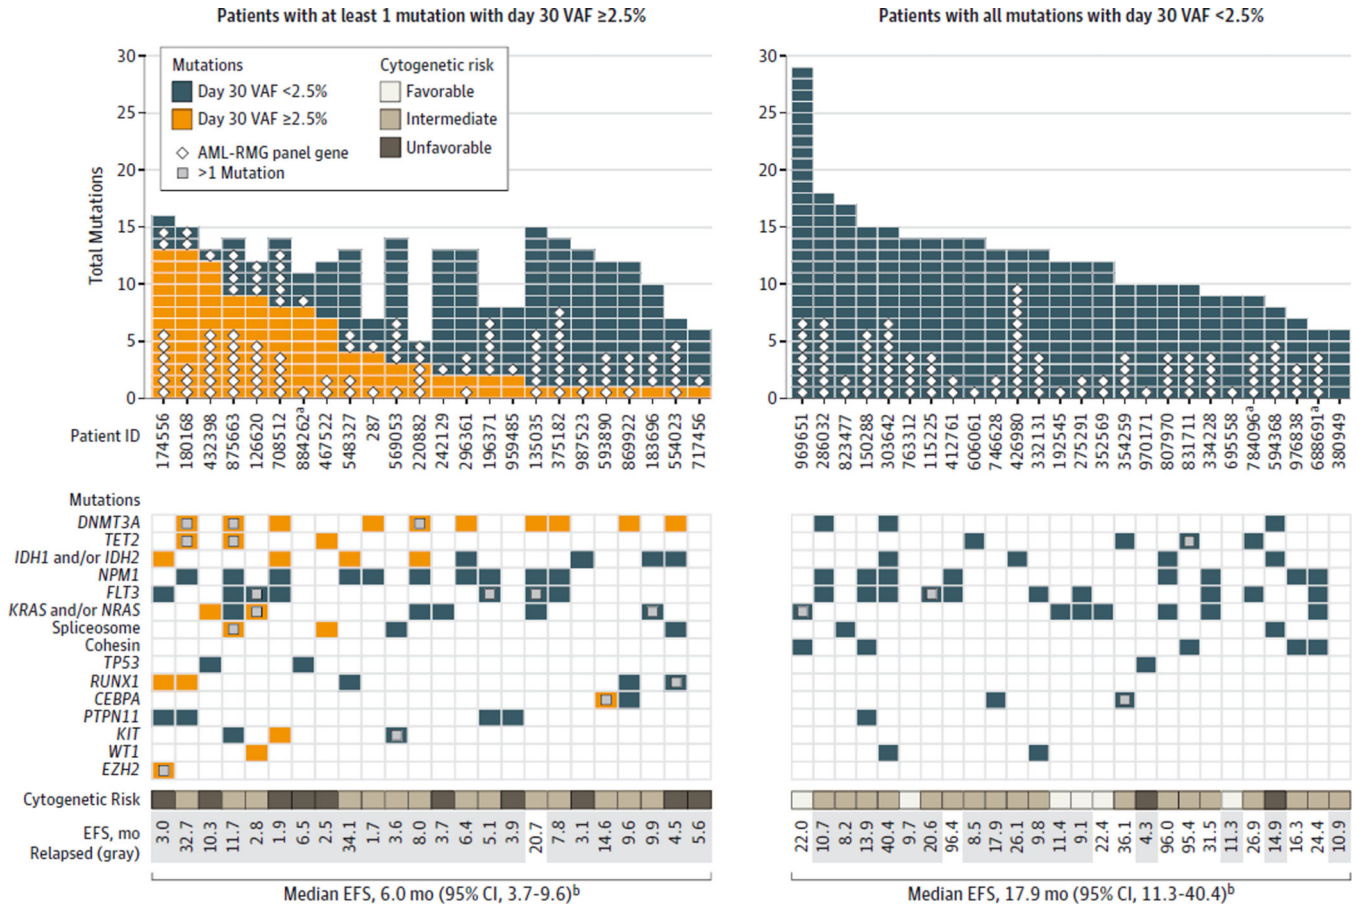 Patients with at least 1 mutation with day 30 VAF ≥2.5%
Patients with all mutations with day 30 VAF <2.5%
Total Mutations
30
25
20
15
10
5
0
Mutations
Day 30 VAF <2.5%
Day 30 VAF ≥2.5%
AML-RMG panel gene
>1 Mutation
Cytogenetic risk
Favorable
Intermediate
Unfavorable
30
25
20
15
10
5
0
Patient ID
174556 180168 432398 875663 126620 708512 884262ᵃ 467522 548327 287 569053 220882 242129 296361 196371 959485 135035 375182 987523 593890 869922 183696 554023 717456
969651 286032 823477 150288 303642 763312 115225 412761 606061 746628 426980 332131 192545 275291 352569 354259 970171 807970 831711 334228 695558 784096ᵃ 594368 976838 688691ᵃ 380949
Mutations
DNMT3A
TET2
IDH1 and/or IDH2
NPM1
FLT3
KRAS and/or NRAS
Spliceosome
Cohesin
TP53
RUNX1
CEBPA
PTPN11
KIT
WT1
EZH2
Cytogenetic Risk
EFS, mo
Relapsed (gray)
3.0 32.7 10.3 11.7 2.8 1.9 6.5 2.5 34.1 1.7 3.6 8.0 3.7 6.4 5.1 3.9 20.7 7.8 3.1 14.6 9.6 9.9 4.5 5.6
22.0 10.7 8.2 13.9 40.4 9.7 20.6 96.4 8.5 17.9 26.1 9.8 11.4 9.1 22.4 36.1 4.3 96.0 95.4 31.5 11.3 26.9 14.9 16.3 24.4 10.9
Median EFS, 6.0 mo (95% CI, 3.7-9.6)ᵇ
Median EFS, 17.9 mo (95% CI, 11.3-40.4)ᵇ